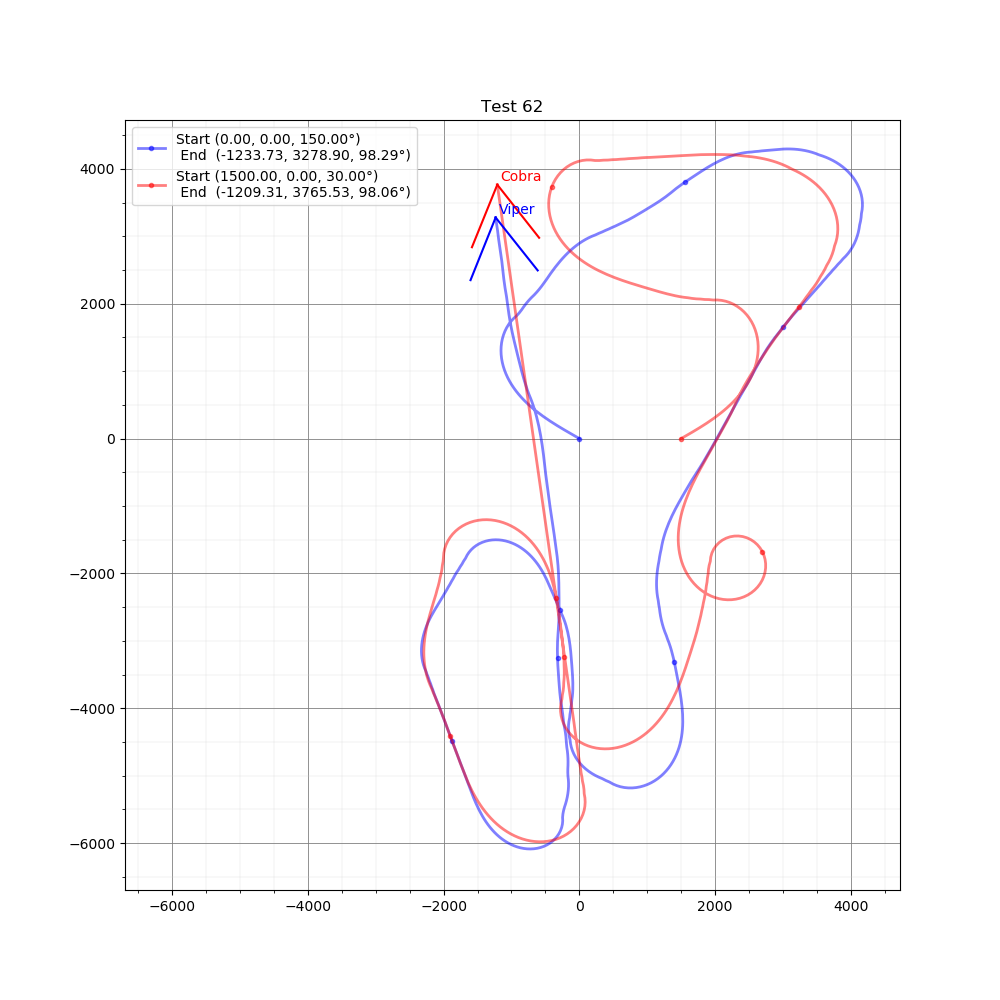 Test 62
Start (0.00, 0.00, 150.00°)
End  (-1233.73, 3278.90, 98.29°)
Start (1500.00, 0.00, 30.00°)
End  (-1209.31, 3765.53, 98.06°)
Cobra
Viper
4000
2000
0
−2000
−4000
−6000
−6000 −4000 −2000 0 2000 4000